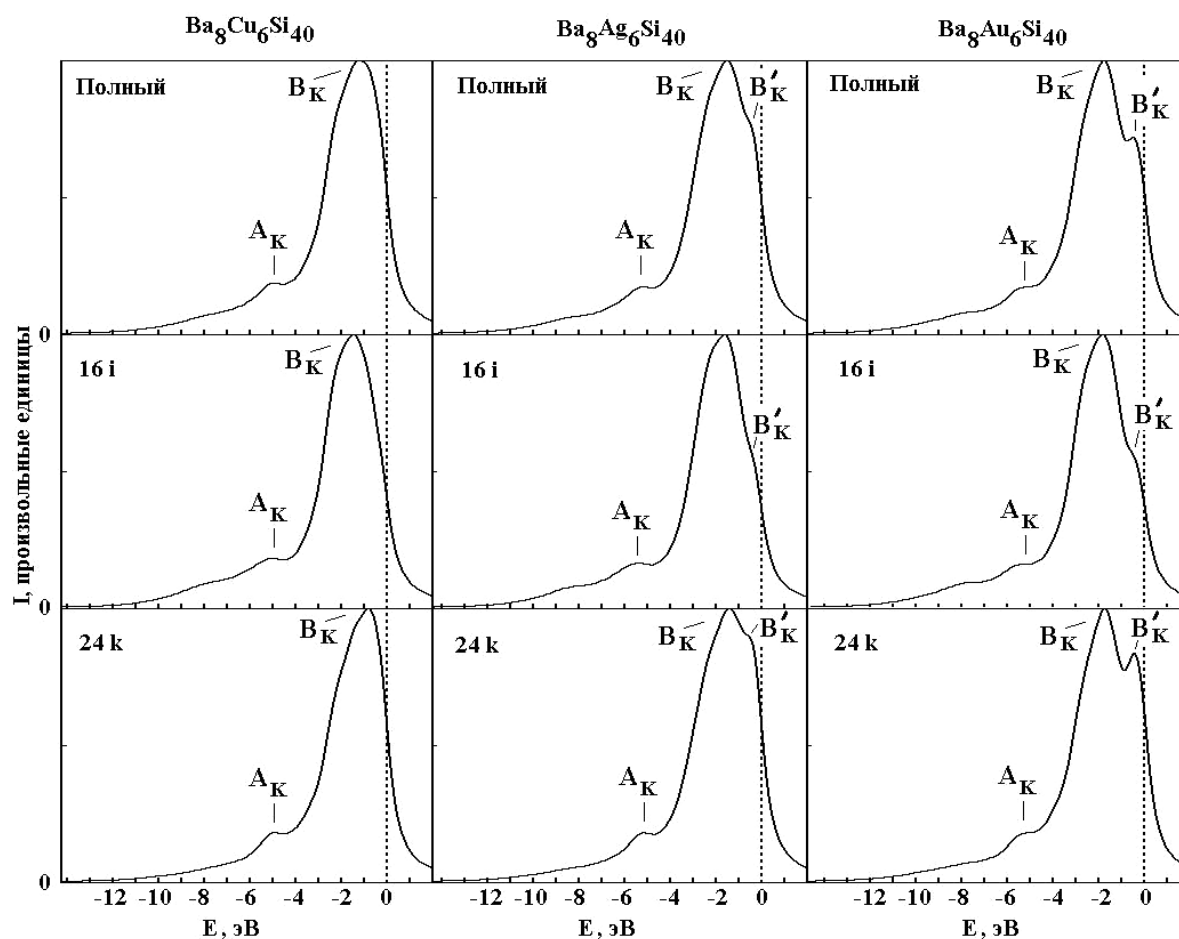 Ba8Cu6Si40 Ba8Ag6Si40 Ba8Au6Si40
Полный BK AK
Полный BK B′K AK
Полный BK B′K AK
0
16 i BK AK
16 i B′K AK
16 i BK B′K AK
0
24 k BK AK
24 k BK B′K AK
24 k BK B′K AK
0
I, произвольные единицы
-12 -10 -8 -6 -4 -2 0 -12 -10 -8 -6 -4 -2 0 -12 -10 -8 -6 -4 -2 0
E, эВ E, эВ E, эВ